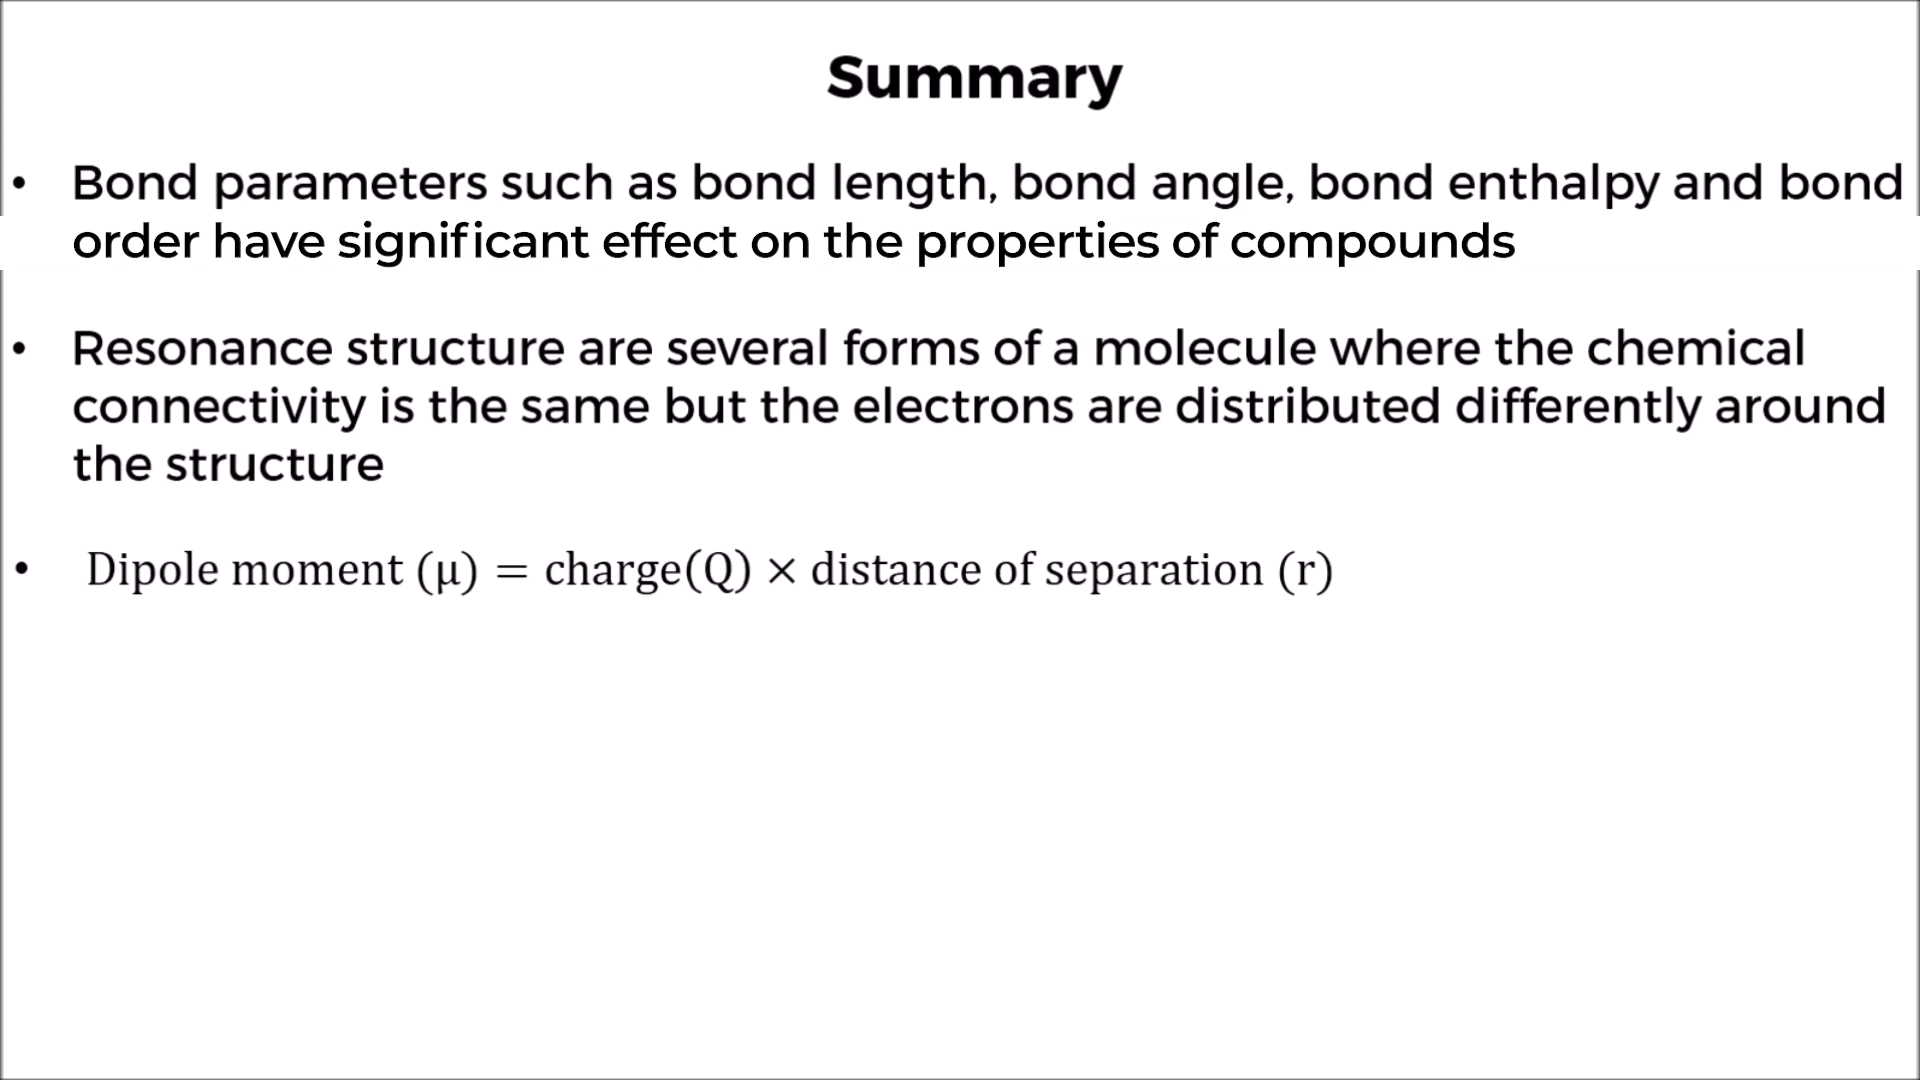 Summary
• Bond parameters such as bond length, bond angle, bond enthalpy and bond
order have significant effect on the properties of compounds
• Resonance structure are several forms of a molecule where the chemical
connectivity is the same but the electrons are distributed differently around
the structure
• Dipole moment (μ) = charge(Q) × distance of separation (r)